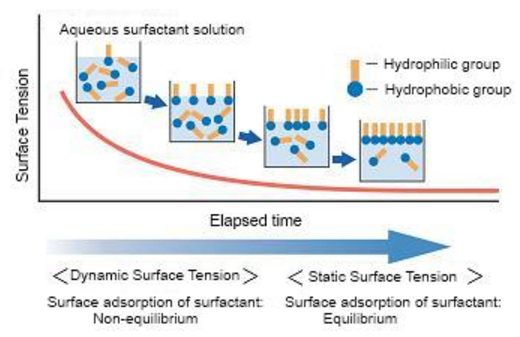 Aqueous surfactant solution
Hydrophilic group
Hydrophobic group
Surface Tension
Elapsed time
<Dynamic Surface Tension>
<Static Surface Tension>
Surface adsorption of surfactant:
Non-equilibrium
Surface adsorption of surfactant:
Equilibrium